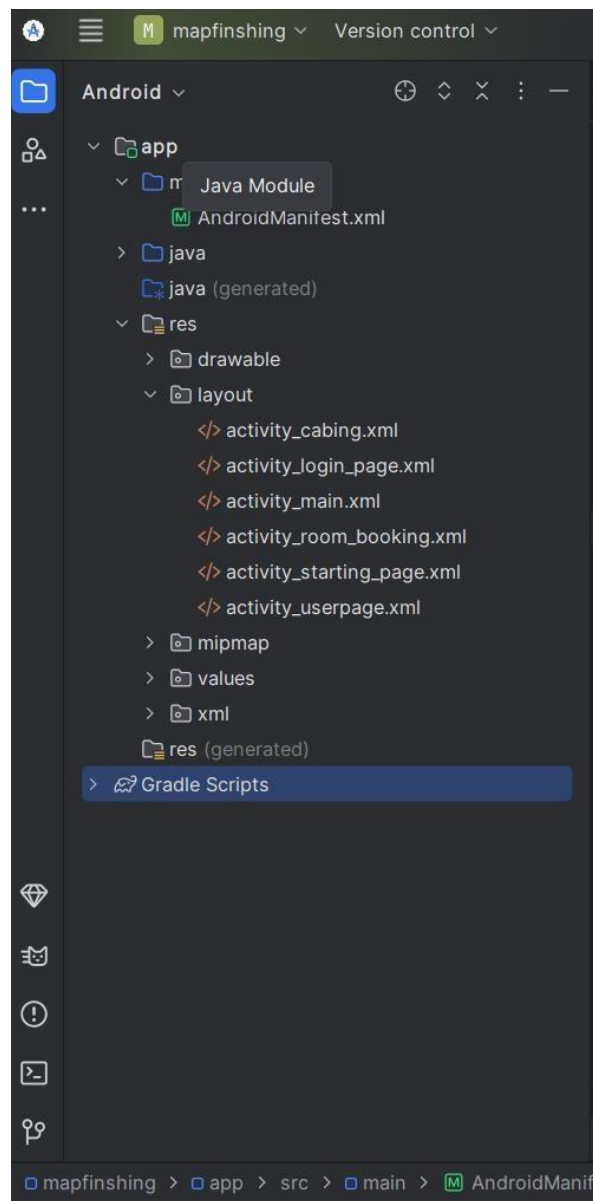 M mapfinshing Version control
Android
app
m
Java Module
AndroidManifest.xml
java
java (generated)
res
drawable
layout
</> activity_cabing.xml
</> activity_login_page.xml
</> activity_main.xml
</> activity_room_booking.xml
</> activity_starting_page.xml
</> activity_userpage.xml
mipmap
values
xml
res (generated)
Gradle Scripts
mapfinshing > app > src > main > M AndroidManif